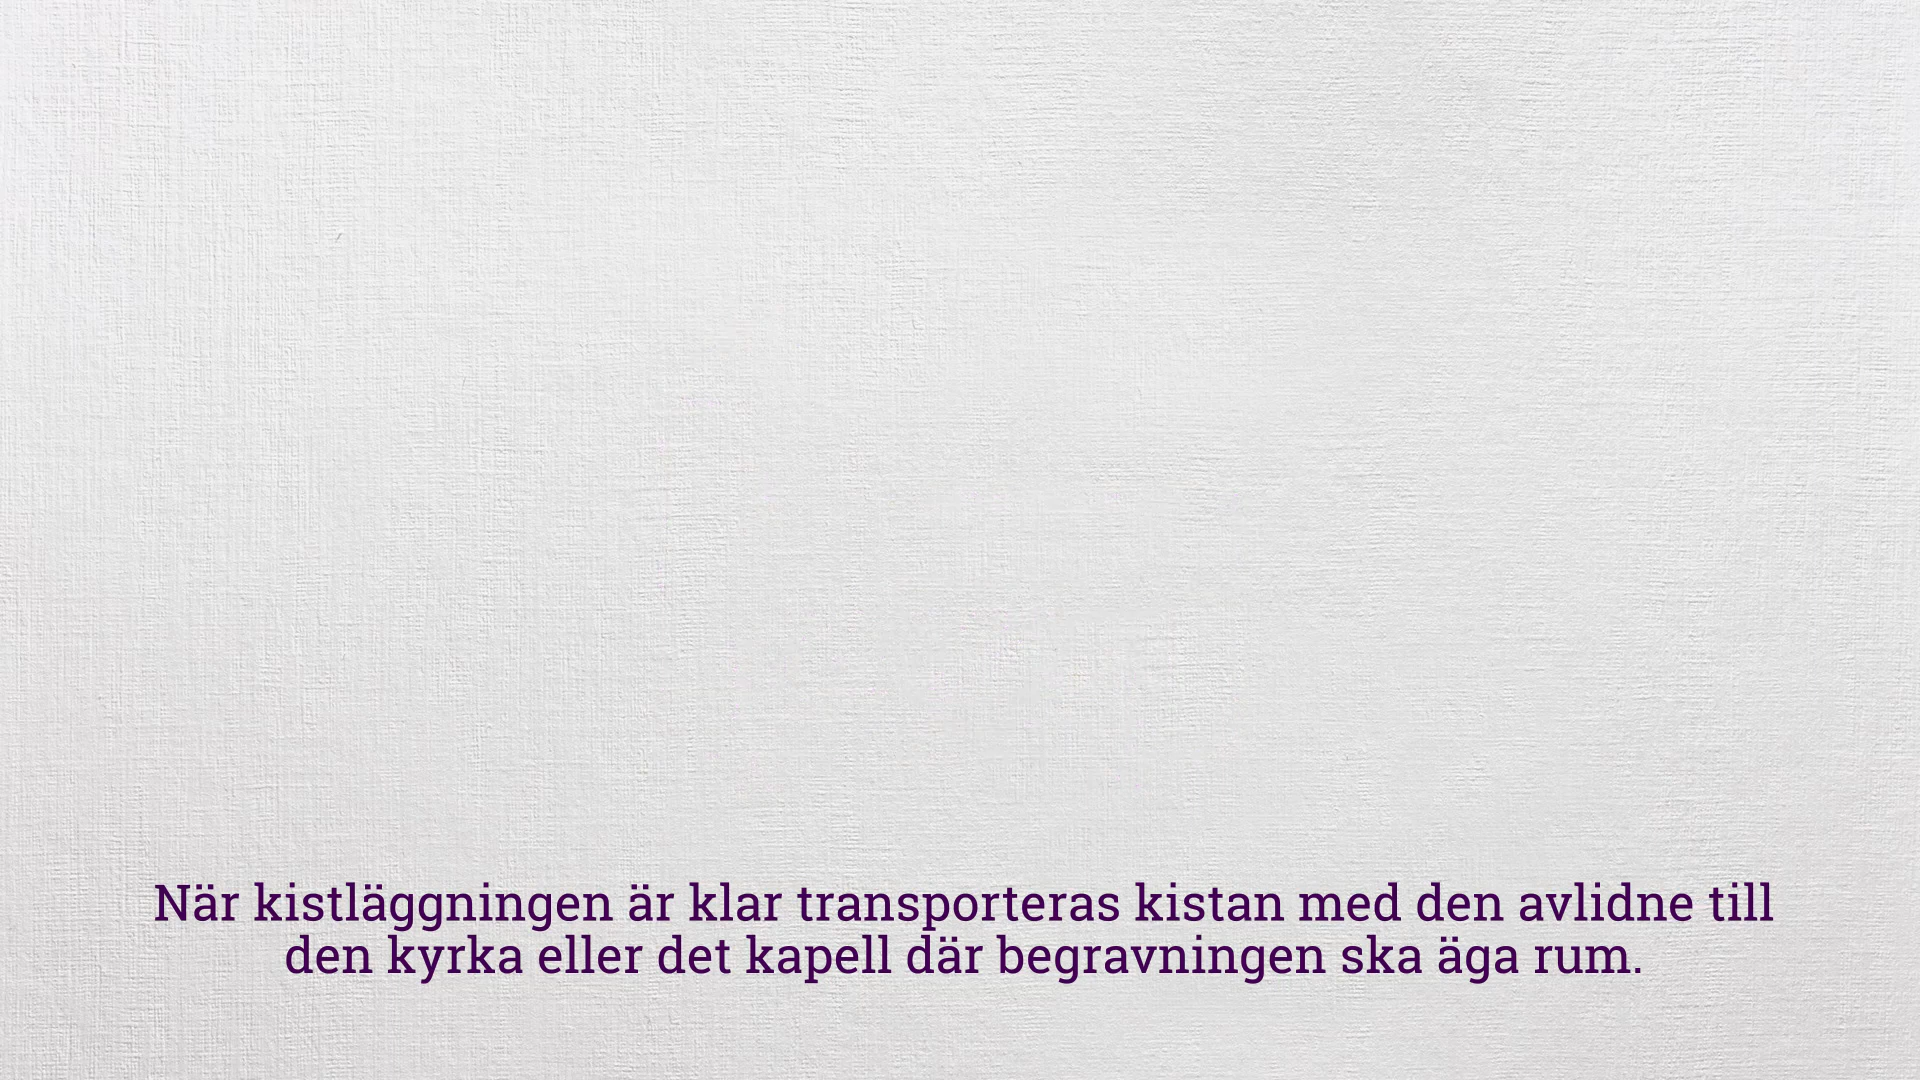 När kistläggningen är klar transporteras kistan med den avlidne till
den kyrka eller det kapell där begravningen ska äga rum.